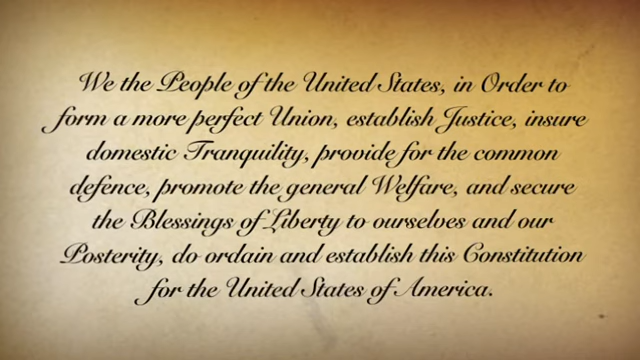 We the People of the United States, in Order to
form a more perfect Union, establish Justice, insure
domestic Tranquility, provide for the common
defence, promote the general Welfare, and secure
the Blessings of Liberty to ourselves and our
Posterity, do ordain and establish this Constitution
for the United States of America.